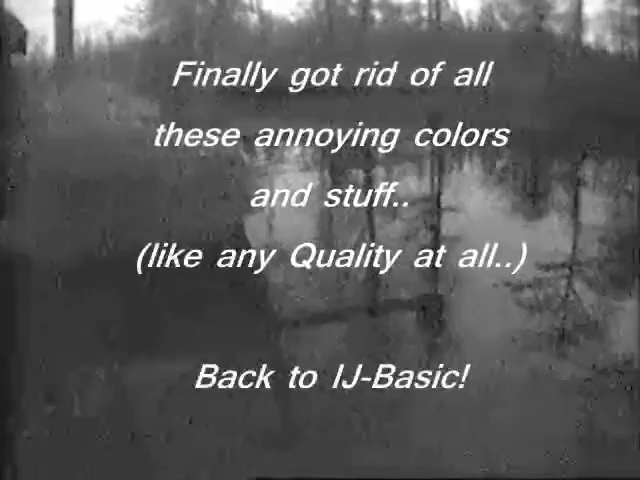 Finally got rid of all
these annoying colors
and stuff..
(like any Quality at all..)
Back to IJ-Basic!